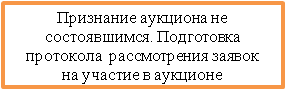 Признание аукциона не
состоявшимся. Подготовка
протокола рассмотрения заявок
на участие в аукционе